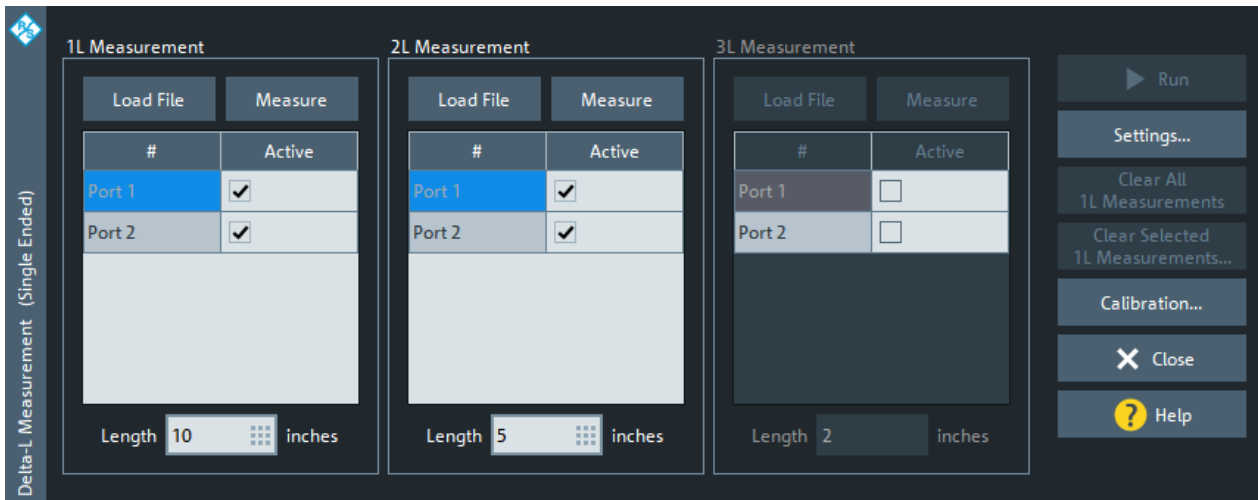 R&S
Delta-L Measurement (Single Ended)
1L Measurement
Load File Measure
# Active
Port 1
Port 2
Length 10 inches
2L Measurement
Load File Measure
# Active
Port 1
Port 2
Length 5 inches
3L Measurement
Load File Measure
# Active
Port 1
Port 2
Length 2 inches
Run
Settings...
Clear All
1L Measurements
Clear Selected
1L Measurements...
Calibration...
Close
? Help